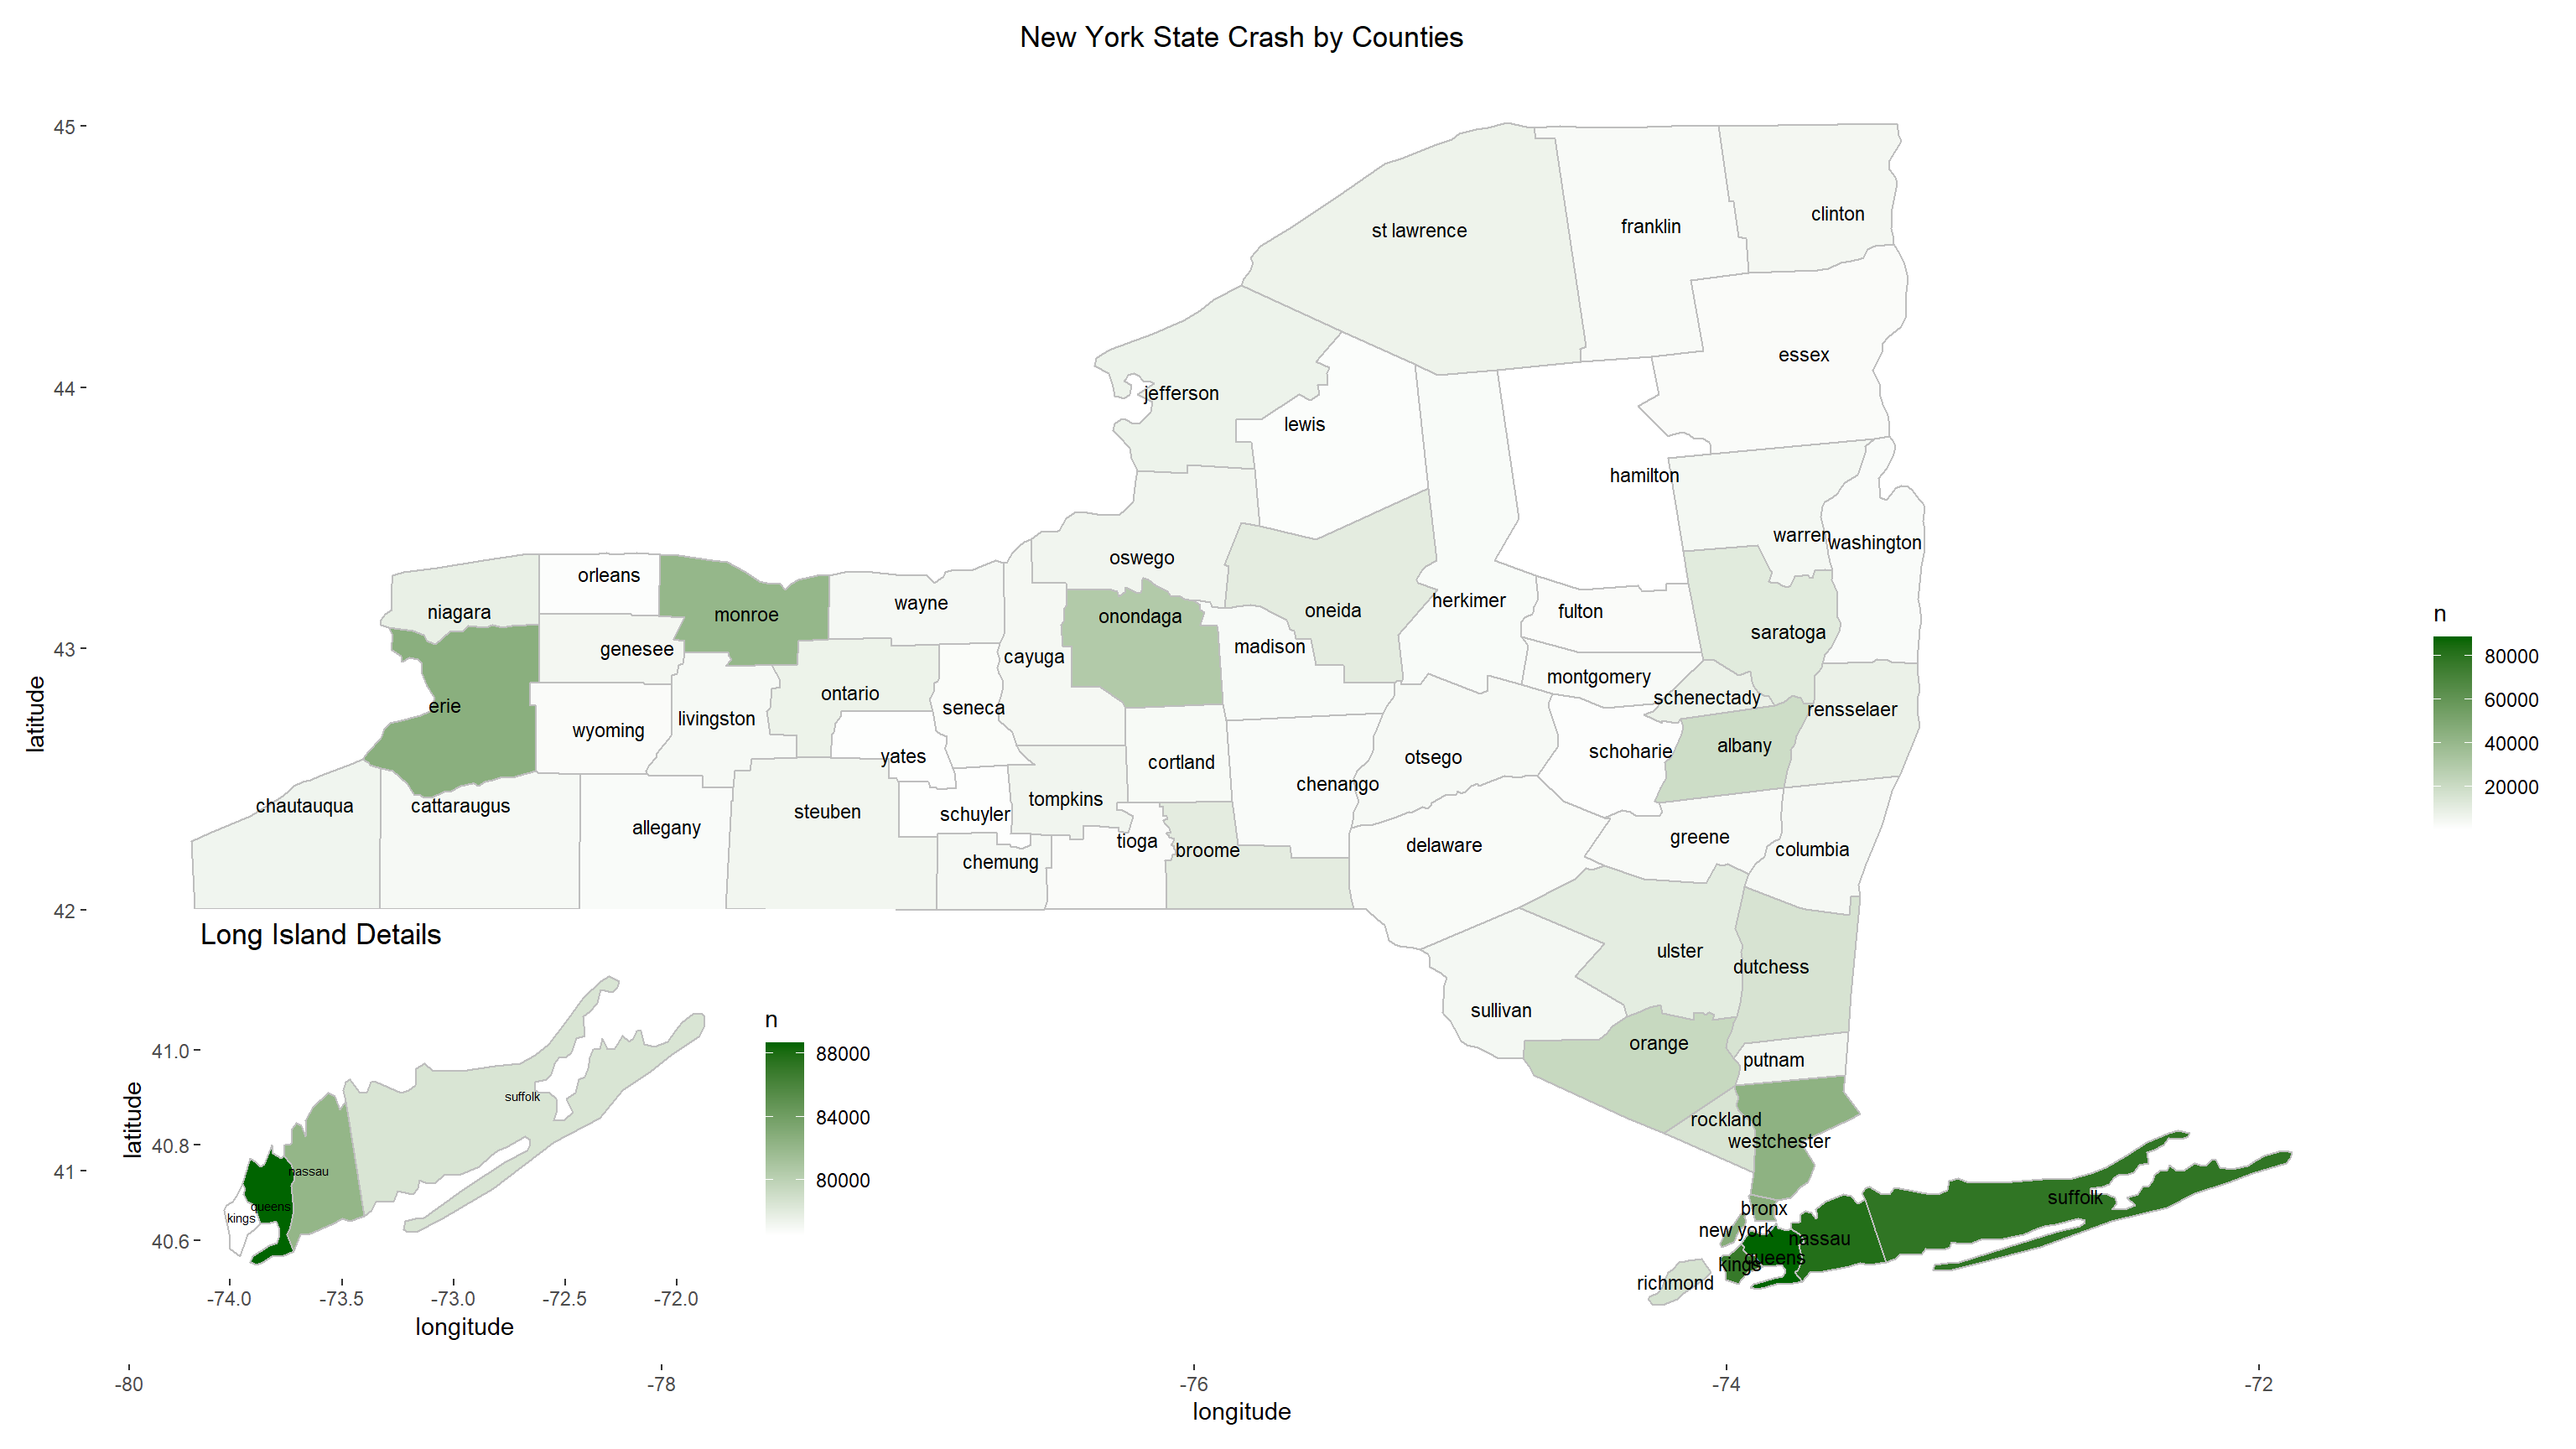 New York State Crash by Counties
45
44
43
42
41
latitude
-80
-78
-76
-74
-72
longitude
st lawrence
franklin
clinton
essex
jefferson
lewis
hamilton
warren
washington
oswego
orleans
niagara
monroe
wayne
onondaga
oneida
herkimer
fulton
saratoga
genesee
cayuga
madison
montgomery
schenectady
rensselaer
erie
ontario
livingston
seneca
wyoming
yates
cortland
otsego
schoharie
albany
chautauqua
cattaraugus
allegany
steuben
schuyler
tompkins
chenango
tioga
broome
chemung
delaware
greene
columbia
ulster
dutchess
sullivan
orange
putnam
rockland
westchester
bronx
new york
nassau
suffolk
queens
kings
richmond
n
80000
60000
40000
20000
Long Island Details
41.0
40.8
40.6
latitude
suffolk
nassau
queens
kings
-74.0
-73.5
-73.0
-72.5
-72.0
longitude
n
88000
84000
80000